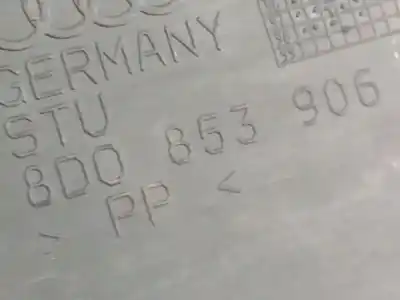 GERMANY
STU
8D0 853 906
> PP <